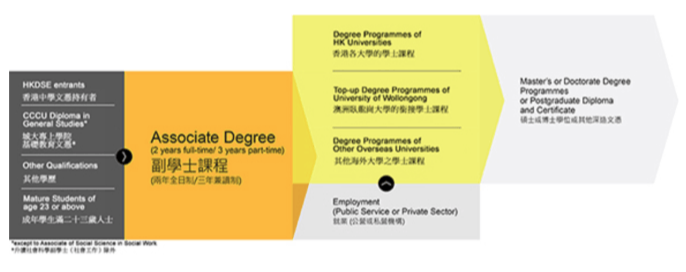 HKDSE entrants
香港中學文憑持有者
CCCU Diploma in
General Studies*
城大專上學院
基礎教育文憑*
Other Qualifications
其他學歷
Mature Students of
age 23 or above
成年學生滿二十三歲人士
Associate Degree
(2 years full-time/ 3 years part-time)
副學士課程
(兩年全日制/三年兼讀制)
Degree Programmes of
HK Universities
香港各大學的學士課程
Top-up Degree Programmes of
University of Wollongong
澳洲臥龍崗大學的銜接學士課程
Degree Programmes of
Other Overseas Universities
其他海外大學之學士課程
Employment
(Public Service or Private Sector)
就業 (公營或私營機構)
Master's or Doctorate Degree
Programmes
or Postgraduate Diploma
and Certificate
碩士或博士學位或其他深造文憑
*except to Associate of Social Science in Social Work
社會科學副學士 (社會工作) 除外